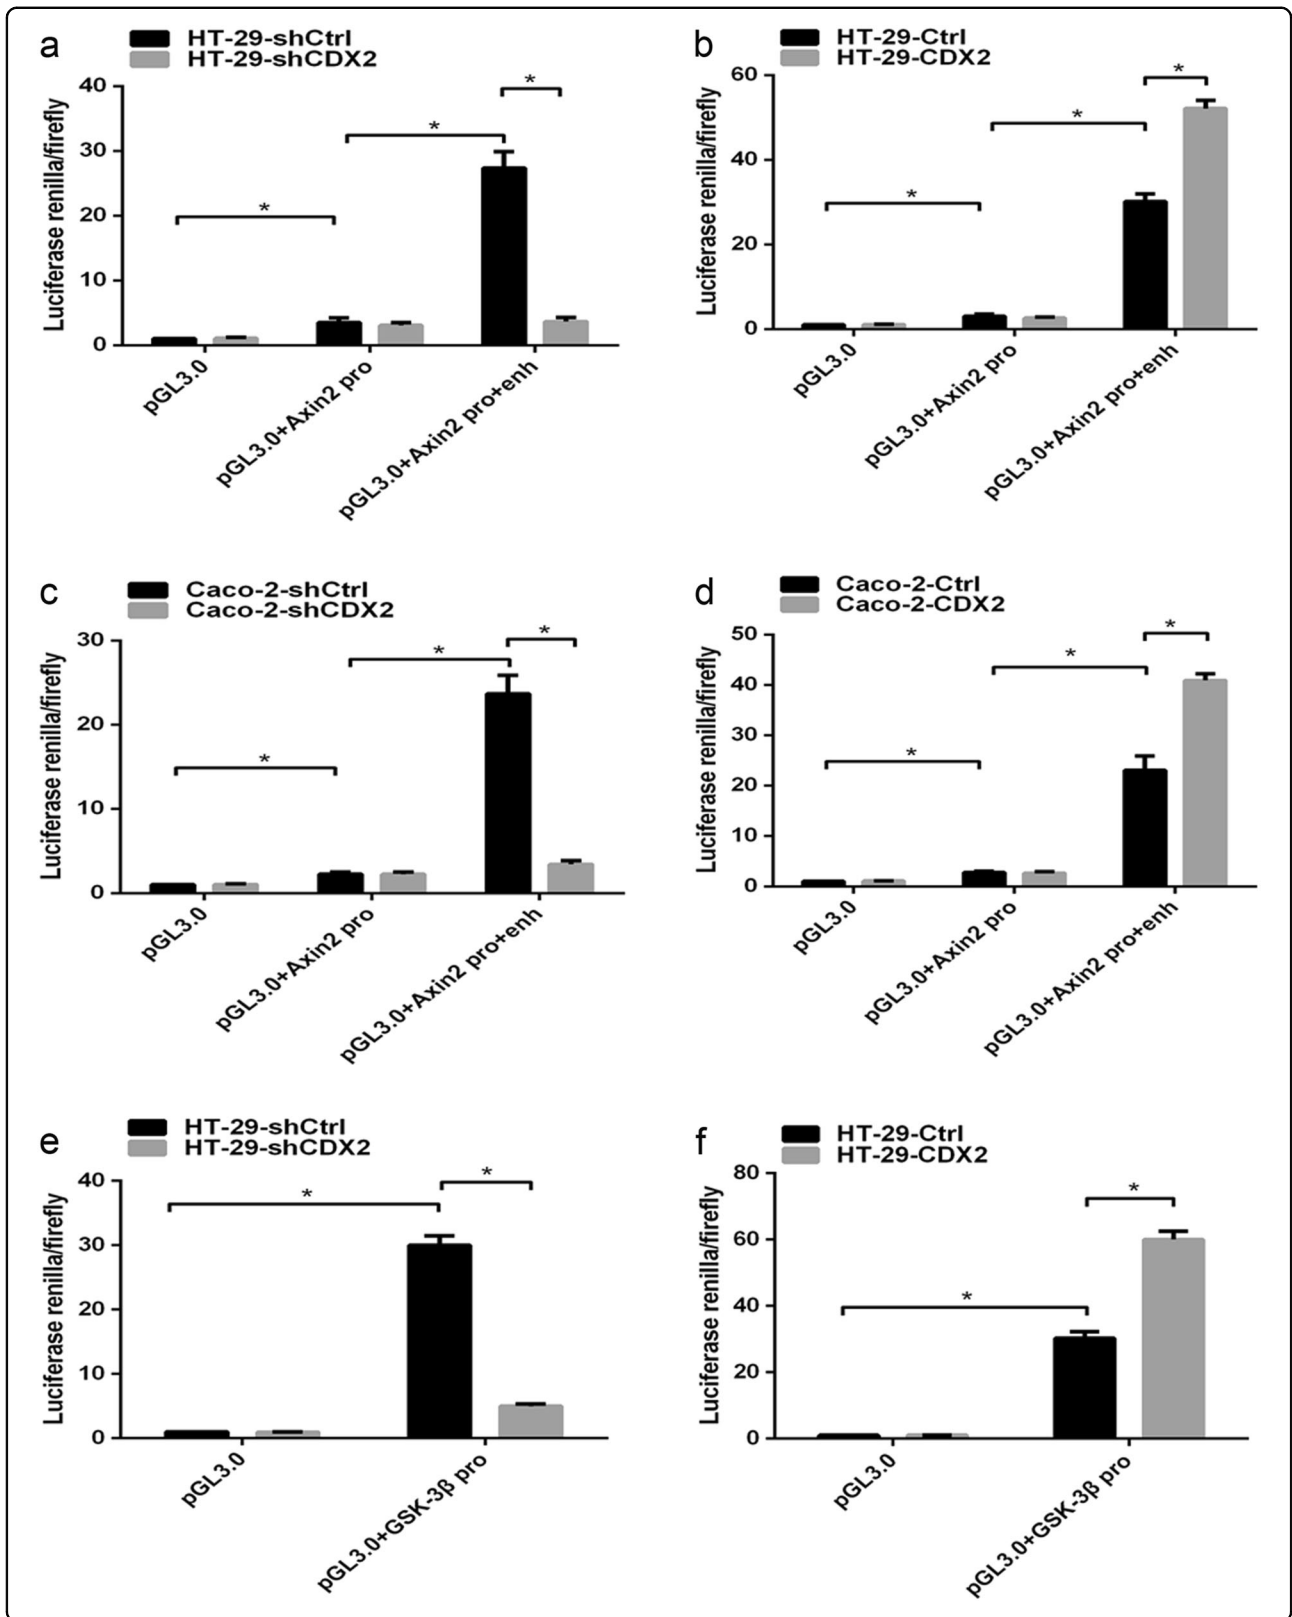 a
HT-29-shCtrl
HT-29-shCDX2
Luciferase renilla/firefly
40
30
20
10
0
*
*
*
pGL3.0
pGL3.0+Axin2 pro
pGL3.0+Axin2 pro+enh
b
HT-29-Ctrl
HT-29-CDX2
Luciferase renilla/firefly
60
40
20
0
*
*
*
pGL3.0
pGL3.0+Axin2 pro
pGL3.0+Axin2 pro+enh
c
Caco-2-shCtrl
Caco-2-shCDX2
Luciferase renilla/firefly
30
20
10
0
*
*
*
pGL3.0
pGL3.0+Axin2 pro
pGL3.0+Axin2 pro+enh
d
Caco-2-Ctrl
Caco-2-CDX2
Luciferase renilla/firefly
50
40
30
20
10
0
*
*
*
pGL3.0
pGL3.0+Axin2 pro
pGL3.0+Axin2 pro+enh
e
HT-29-shCtrl
HT-29-shCDX2
Luciferase renilla/firefly
40
30
20
10
0
*
*
pGL3.0
pGL3.0+GSK-3β pro
f
HT-29-Ctrl
HT-29-CDX2
Luciferase renilla/firefly
80
60
40
20
0
*
*
pGL3.0
pGL3.0+GSK-3β pro